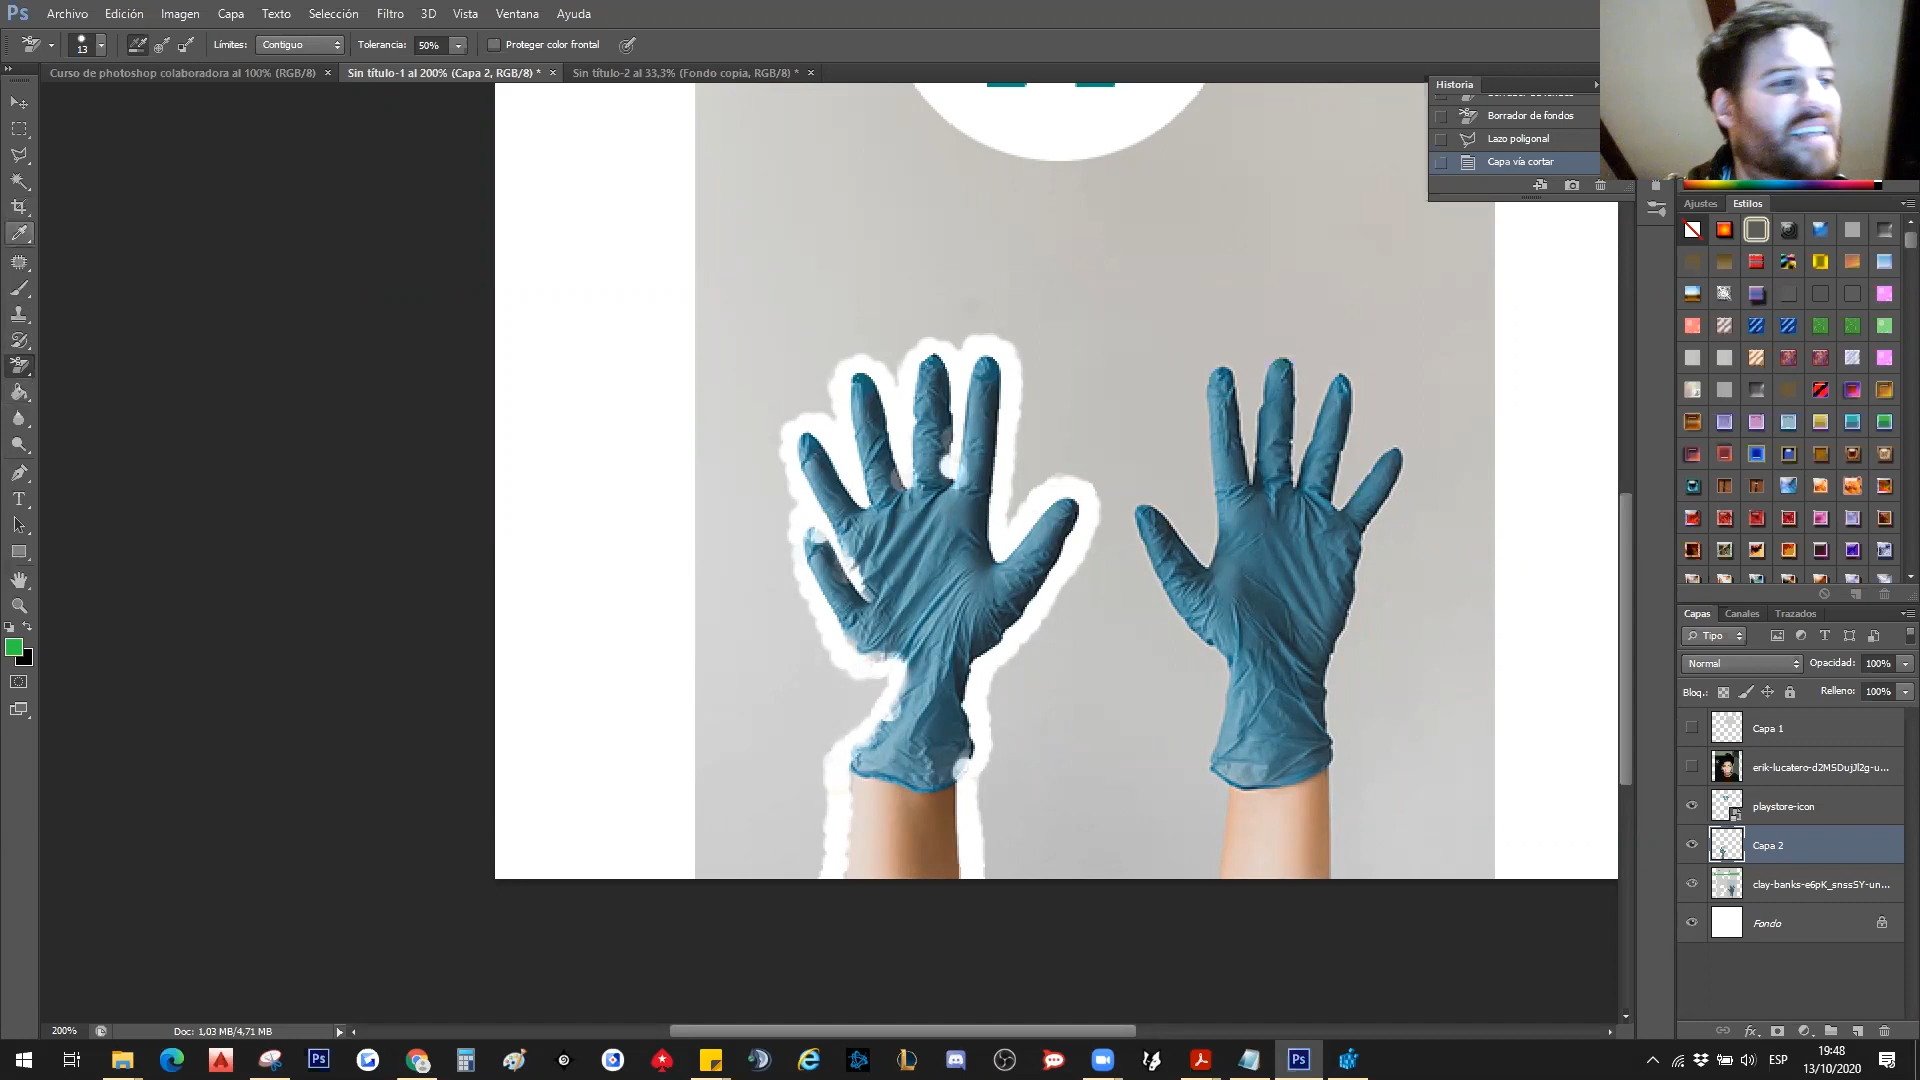 Ps Archivo Edición Imagen Capa Texto Selección Filtro 3D Vista Ventana Ayuda
13 Límites: Contiguo Tolerancia: 50% Proteger color frontal
Curso de photoshop colaboradora al 100% (RGB/8) × Sin título-1 al 200% (Capa 2, RGB/8) * × Sin título-2 al 33,3% (Fondo copia, RGB/8) * ×
Historia
Borrador de fondos
Borrador de fondos
Lazo poligonal
Capa vía cortar
Ajustes Estilos
Capas Canales Trazados
Tipo
Normal Opacidad: 100%
Bloq.: Relleno: 100%
Capa 1
erik-lucatero-d2MSDujJl2g-u...
playstore-icon
Capa 2
clay-banks-e6pK_snssSY-un...
Fondo
fx
200% Doc: 1,03 MB/4,71 MB
ESP
19:48
13/10/2020